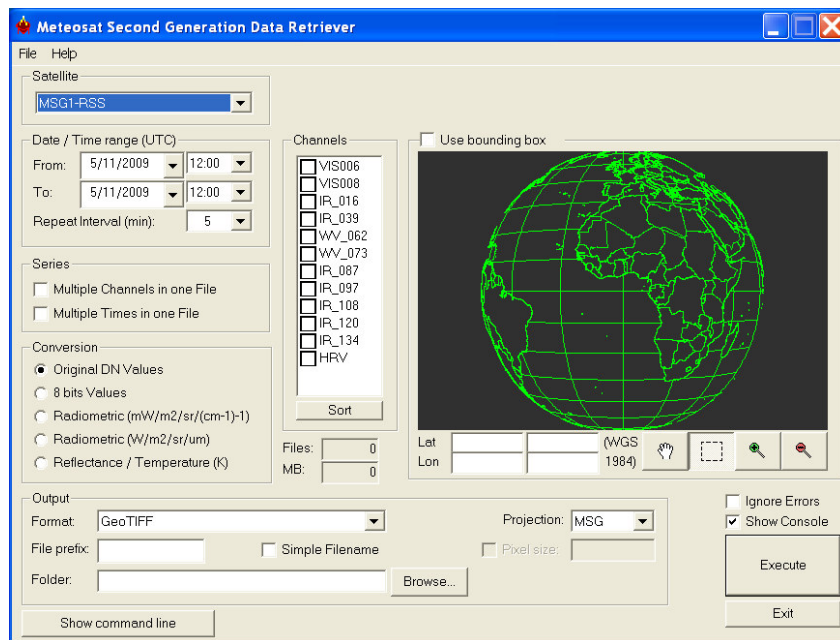 Meteosat Second Generation Data Retriever
File Help
Satellite
MSG1-RSS
Date / Time range (UTC)
From: 5/11/2009 12:00
To: 5/11/2009 12:00
Repeat Interval (min): 5
Series
Multiple Channels in one File
Multiple Times in one File
Conversion
Original DN Values
8 bits Values
Radiometric (mW/m2/sr/(cm-1)-1)
Radiometric (W/m2/sr/um)
Reflectance / Temperature (K)
Channels
VIS006
VIS008
IR_016
IR_039
WV_062
WV_073
IR_087
IR_097
IR_108
IR_120
IR_134
HRV
Sort
Files: 0
MB: 0
Use bounding box
Lat (WGS
Lon 1984)
Output
Format: GeoTIFF Projection: MSG
File prefix: Simple Filename Pixel size:
Folder: Browse...
Ignore Errors
Show Console
Execute
Exit
Show command line